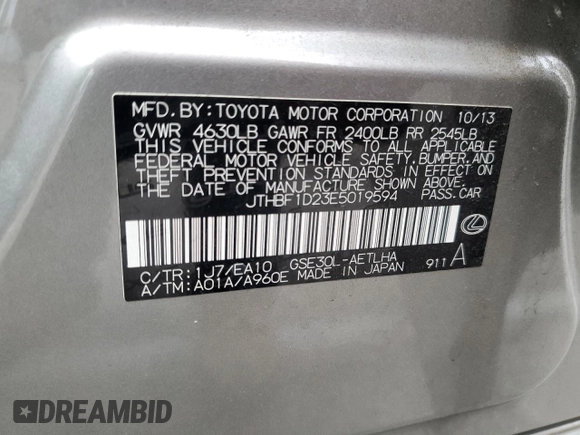 MFD. BY: TOYOTA MOTOR CORPORATION 10/13
GVWR 4630LB GAWR FR 2400LB RR 2545LB
THIS VEHICLE CONFORMS TO ALL APPLICABLE
FEDERAL MOTOR VEHICLE SAFETY, BUMPER, AND
THEFT PREVENTION STANDARDS IN EFFECT ON
THE DATE OF MANUFACTURE SHOWN ABOVE.
JTHBF1D23E5019594 PASS. CAR
C/TR: 1J7/EA10 GSE30L-AETLHA
A/TM: A01A/A960E MADE IN JAPAN 911 A
DREAMBID